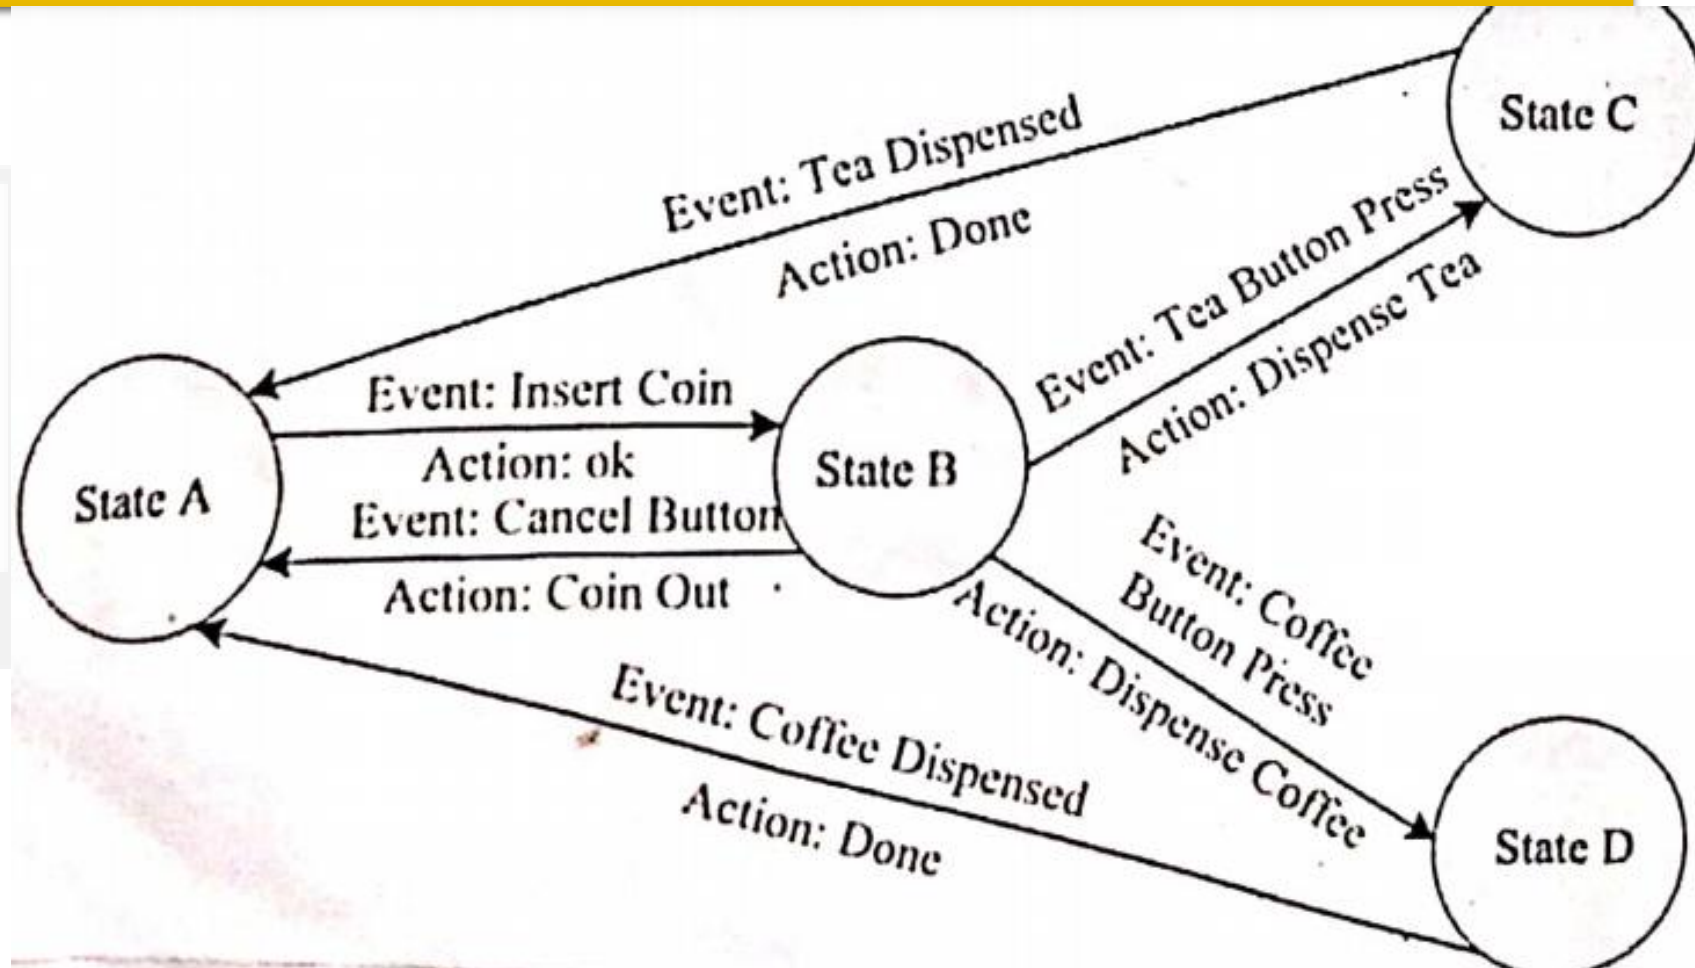 State C
Event: Tea Dispensed
Action: Done
Event: Tea Button Press
Action: Dispense Tea
Event: Insert Coin
Action: ok
State B
State A
Event: Cancel Button
Action: Coin Out
Event: Coffee
Button Press
Action: Dispense Coffee
Event: Coffee Dispensed
Action: Done
State D